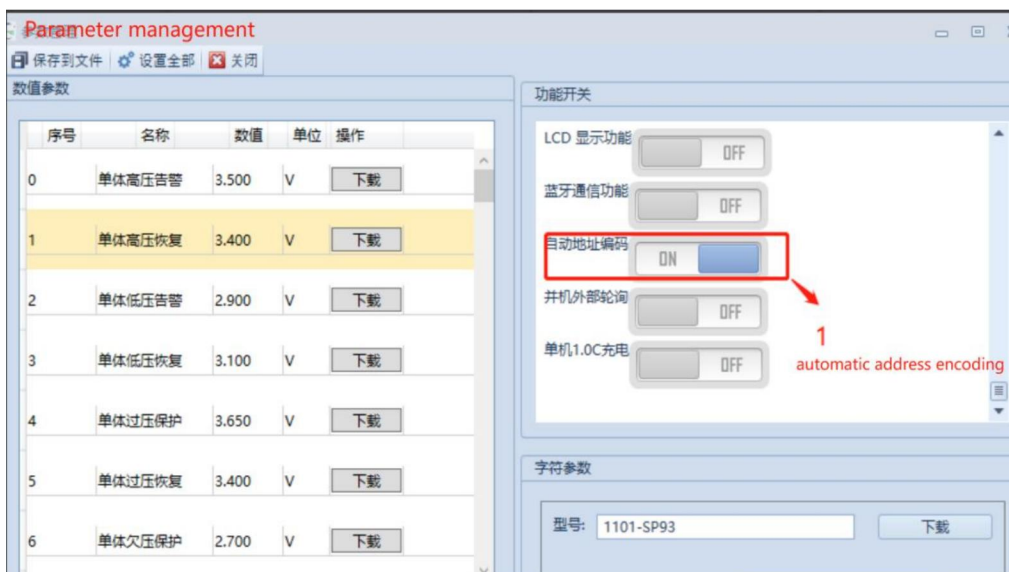 Parameter management
保存到文件 设置全部 关闭
数值参数
序号 名称 数值 单位 操作
0 单体高压告警 3.500 V 下载
1 单体高压恢复 3.400 V 下载
2 单体低压告警 2.900 V 下载
3 单体低压恢复 3.100 V 下载
4 单体过压保护 3.650 V 下载
5 单体过压恢复 3.400 V 下载
6 单体欠压保护 2.700 V 下载
功能开关
LCD 显示功能 OFF
蓝牙通信功能 OFF
自动地址编码 ON
并机外部轮询 OFF
单机1.0C充电 OFF
1
automatic address encoding
字符参数
型号: 1101-SP93 下载